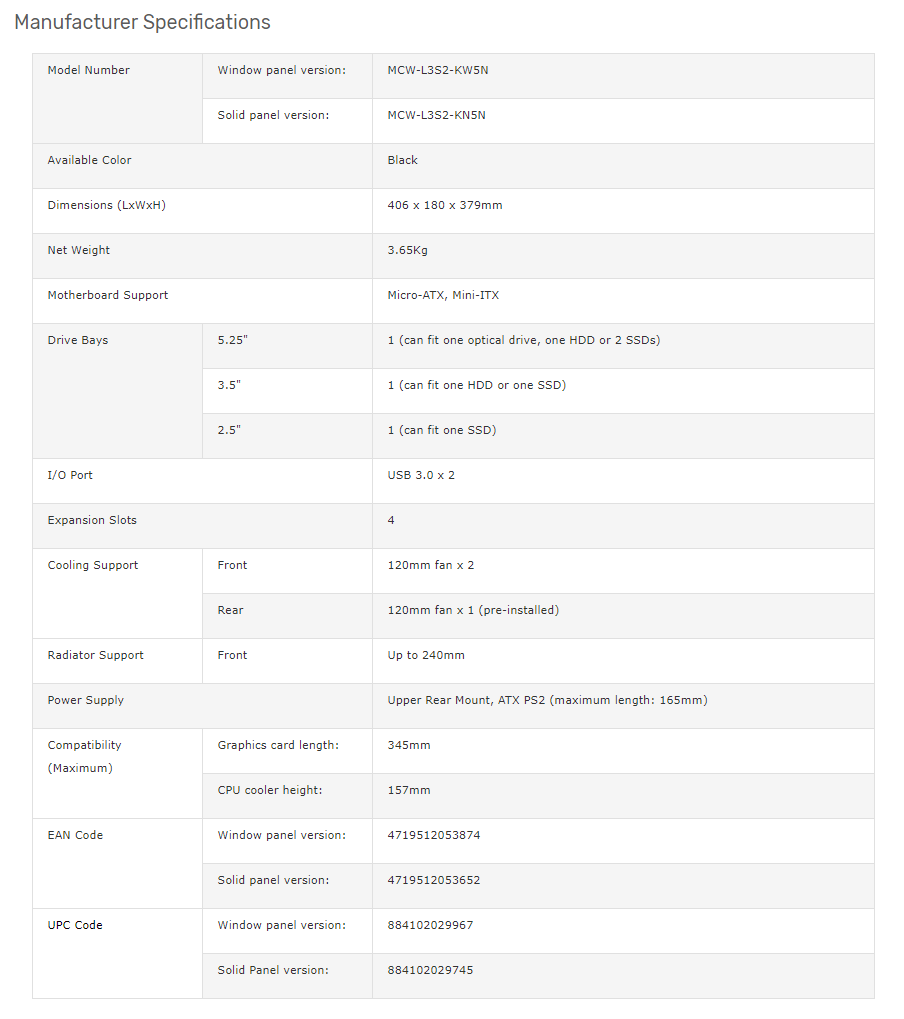 Manufacturer Specifications
Model Number Window panel version: MCW-L3S2-KW5N
Solid panel version: MCW-L3S2-KN5N
Available Color Black
Dimensions (LxWxH) 406 x 180 x 379mm
Net Weight 3.65Kg
Motherboard Support Micro-ATX, Mini-ITX
Drive Bays 5.25" 1 (can fit one optical drive, one HDD or 2 SSDs)
3.5" 1 (can fit one HDD or one SSD)
2.5" 1 (can fit one SSD)
I/O Port USB 3.0 x 2
Expansion Slots 4
Cooling Support Front 120mm fan x 2
Rear 120mm fan x 1 (pre-installed)
Radiator Support Front Up to 240mm
Power Supply Upper Rear Mount, ATX PS2 (maximum length: 165mm)
Compatibility Graphics card length: 345mm
(Maximum)
CPU cooler height: 157mm
EAN Code Window panel version: 4719512053874
Solid panel version: 4719512053652
UPC Code Window panel version: 884102029967
Solid Panel version: 884102029745